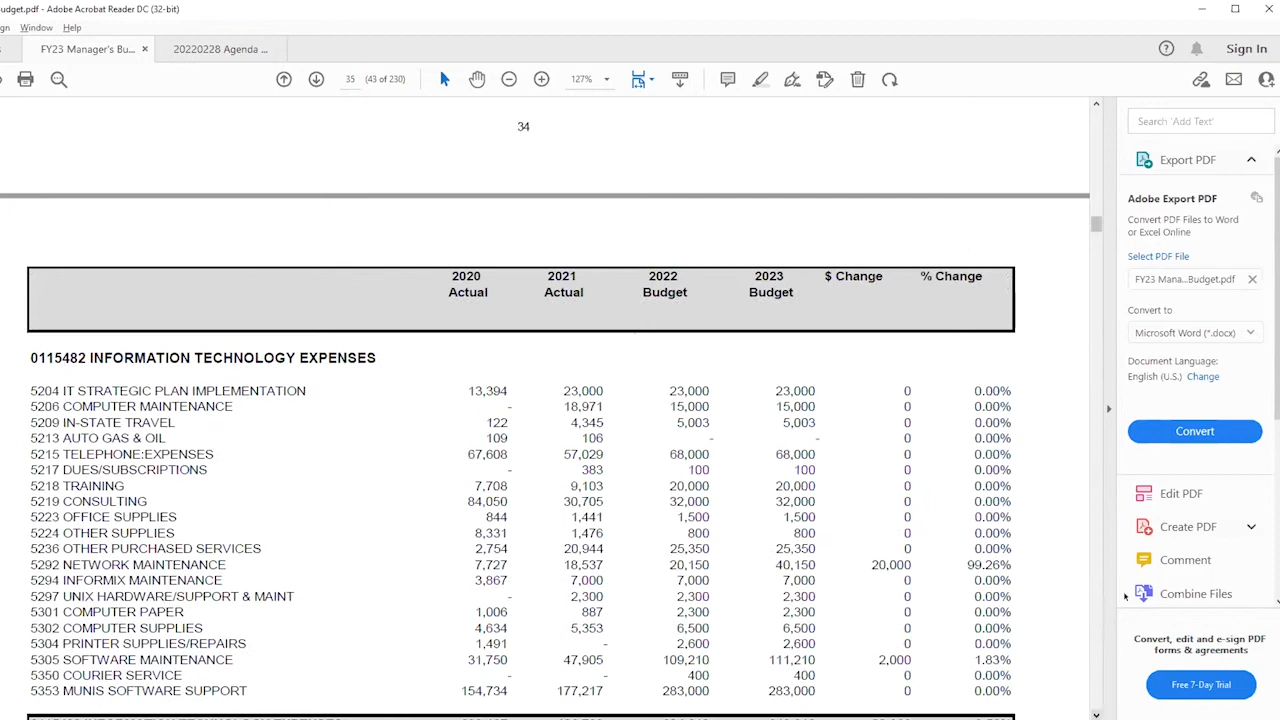 udget.pdf - Adobe Acrobat Reader DC (32-bit)
gn Window Help
FY23 Manager's Bu... × 20220228 Agenda ... Sign In
35 (43 of 230) 127%
34
2020 2021 2022 2023 $ Change % Change
Actual Actual Budget Budget
0115482 INFORMATION TECHNOLOGY EXPENSES
5204 IT STRATEGIC PLAN IMPLEMENTATION 13,394 23,000 23,000 23,000 0 0.00%
5206 COMPUTER MAINTENANCE - 18,971 15,000 15,000 0 0.00%
5209 IN-STATE TRAVEL 122 4,345 5,003 5,003 0 0.00%
5213 AUTO GAS & OIL 109 106 - - 0 0.00%
5215 TELEPHONE:EXPENSES 67,608 57,029 68,000 68,000 0 0.00%
5217 DUES/SUBSCRIPTIONS - 383 100 100 0 0.00%
5218 TRAINING 7,708 9,103 20,000 20,000 0 0.00%
5219 CONSULTING 84,050 30,705 32,000 32,000 0 0.00%
5223 OFFICE SUPPLIES 844 1,441 1,500 1,500 0 0.00%
5224 OTHER SUPPLIES 8,331 1,476 800 800 0 0.00%
5236 OTHER PURCHASED SERVICES 2,754 20,944 25,350 25,350 0 0.00%
5292 NETWORK MAINTENANCE 7,727 18,537 20,150 40,150 20,000 99.26%
5294 INFORMIX MAINTENANCE 3,867 7,000 7,000 7,000 0 0.00%
5297 UNIX HARDWARE/SUPPORT & MAINT - 2,300 2,300 2,300 0 0.00%
5301 COMPUTER PAPER 1,006 887 2,300 2,300 0 0.00%
5302 COMPUTER SUPPLIES 4,634 5,353 6,500 6,500 0 0.00%
5304 PRINTER SUPPLIES/REPAIRS 1,491 - 2,600 2,600 0 0.00%
5305 SOFTWARE MAINTENANCE 31,750 47,905 109,210 111,210 2,000 1.83%
5350 COURIER SERVICE - - 400 400 0 0.00%
5353 MUNIS SOFTWARE SUPPORT 154,734 177,217 283,000 283,000 0 0.00%
Search 'Add Text'
Export PDF
Adobe Export PDF
Convert PDF Files to Word
or Excel Online
Select PDF File
FY23 Mana...Budget.pdf ×
Convert to
Microsoft Word (*.docx)
Document Language:
English (U.S.) Change
Convert
Edit PDF
Create PDF
Comment
Combine Files
Convert, edit and e-sign PDF
forms & agreements
Free 7-Day Trial